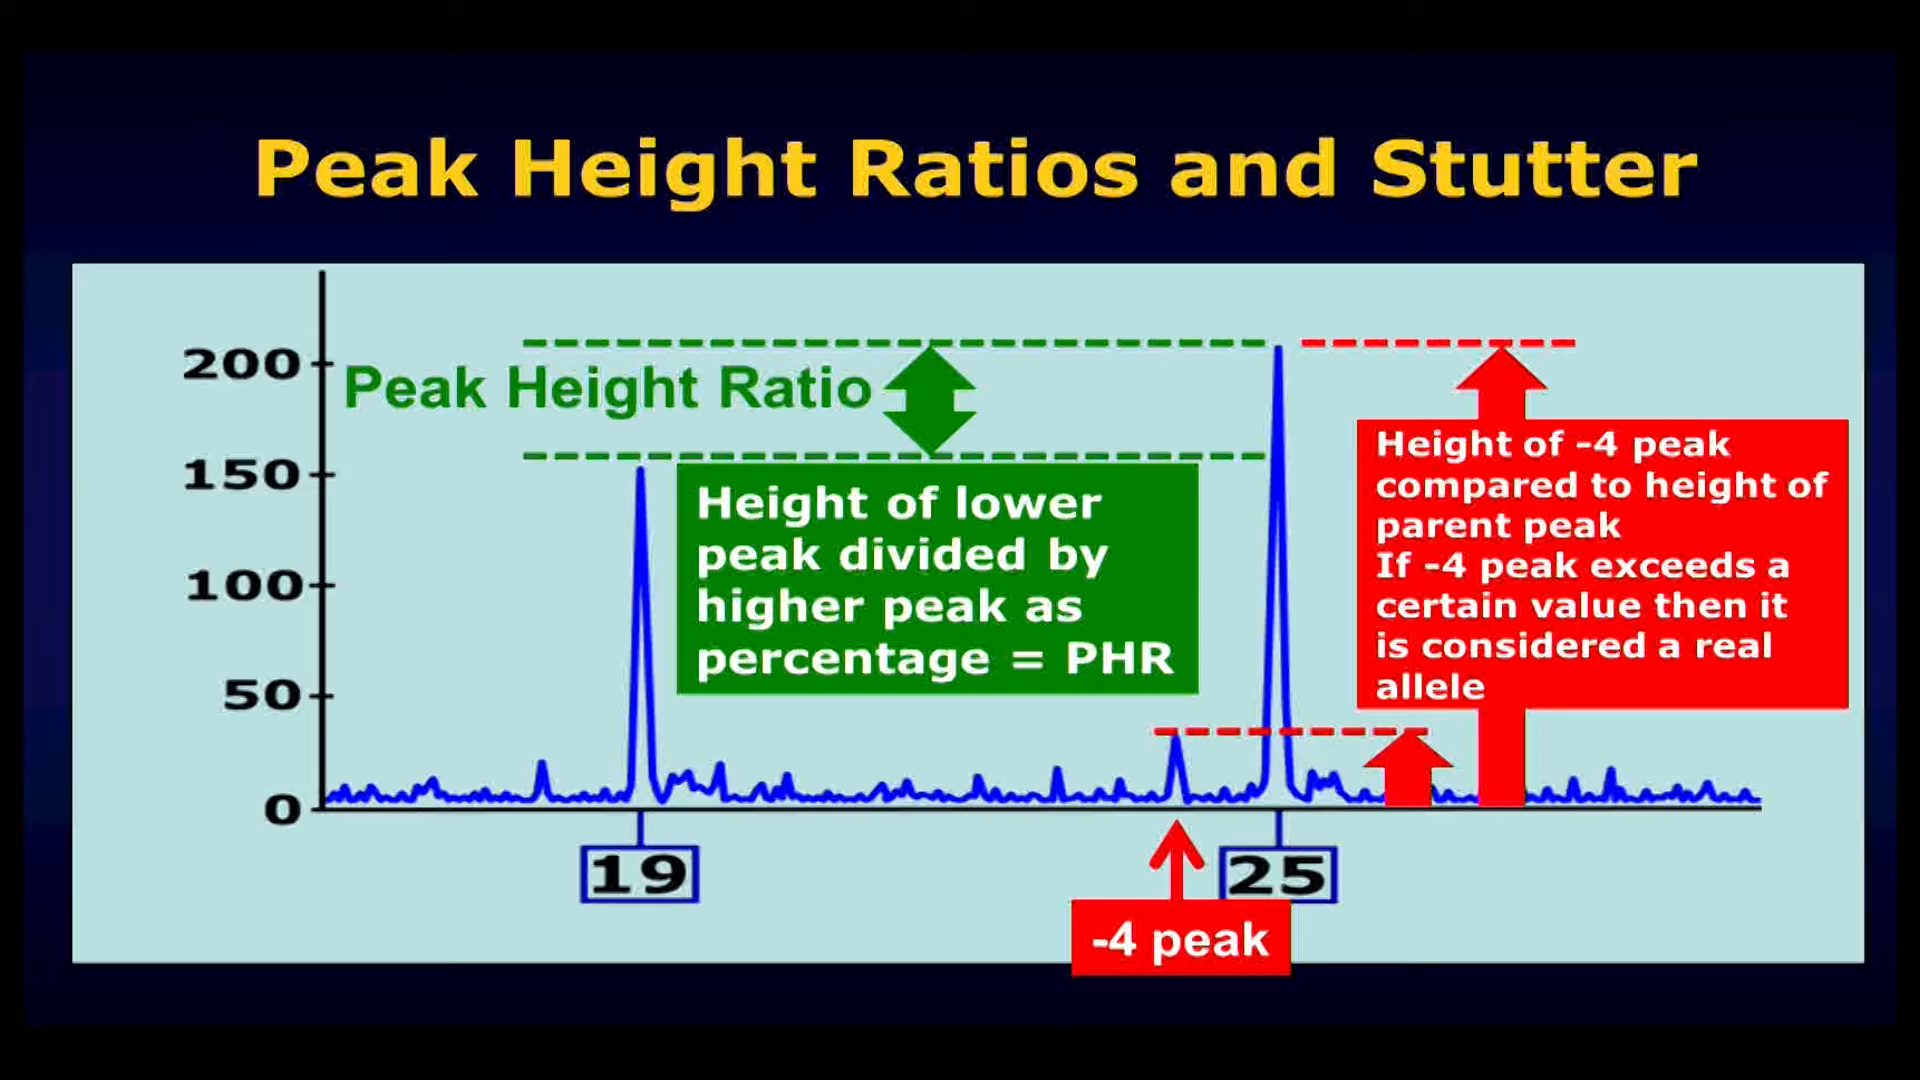 Peak Height Ratios and Stutter
200
Peak Height Ratio
150
100
50
0
Height of lower
peak divided by
higher peak as
percentage = PHR
Height of -4 peak
compared to height of
parent peak
If -4 peak exceeds a
certain value then it
is considered a real
allele
19
25
-4 peak